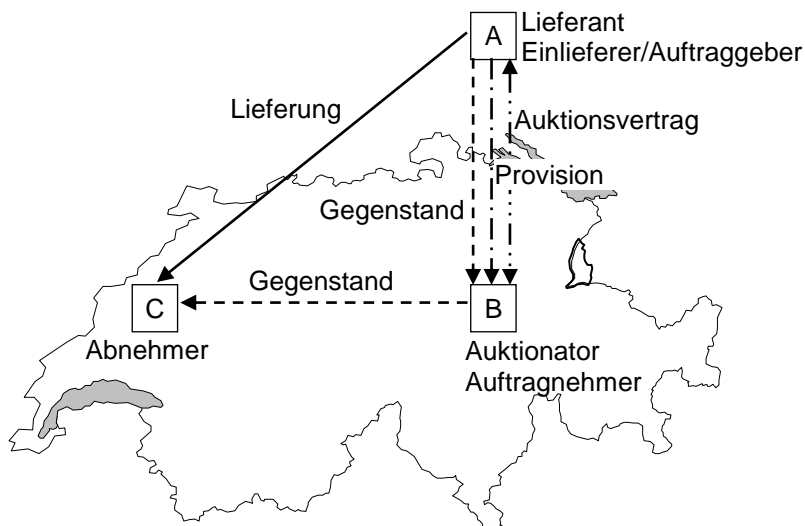 A
Lieferant
Einlieferer/Auftraggeber
Lieferung
Auktionsvertrag
Provision
Gegenstand
Gegenstand
C
B
Abnehmer
Auktionator
Auftragnehmer